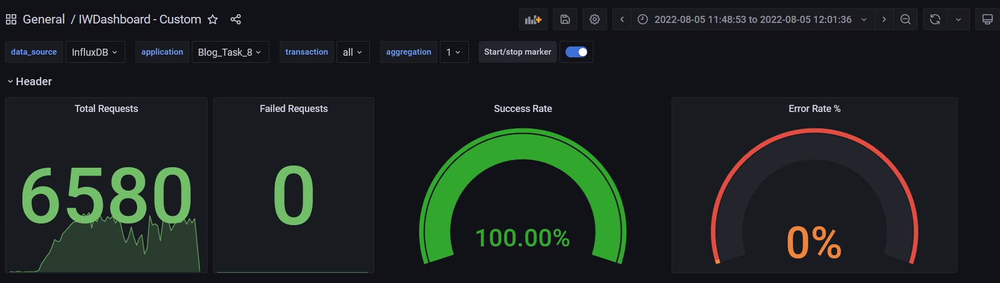 General / IWDashboard - Custom
2022-08-05 11:48:53 to 2022-08-05 12:01:36
data_source InfluxDB application Blog_Task_8 transaction all aggregation 1 Start/stop marker
Header
Total Requests
6580
Failed Requests
0
Success Rate
100.00%
Error Rate %
0%